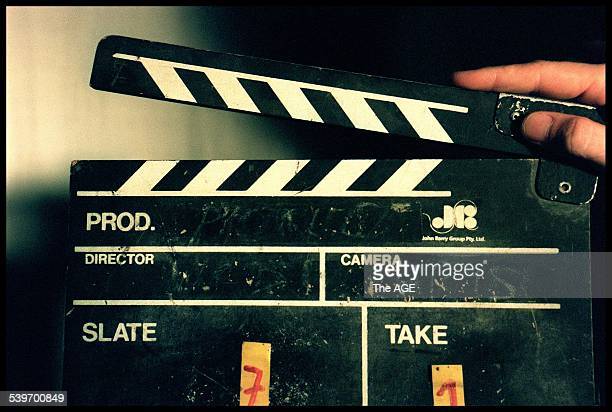 PROD.
John Barry Group Pty. Ltd.
DIRECTOR
CAMERA
gettyimages
The AGE
SLATE
TAKE
7
1
539700849